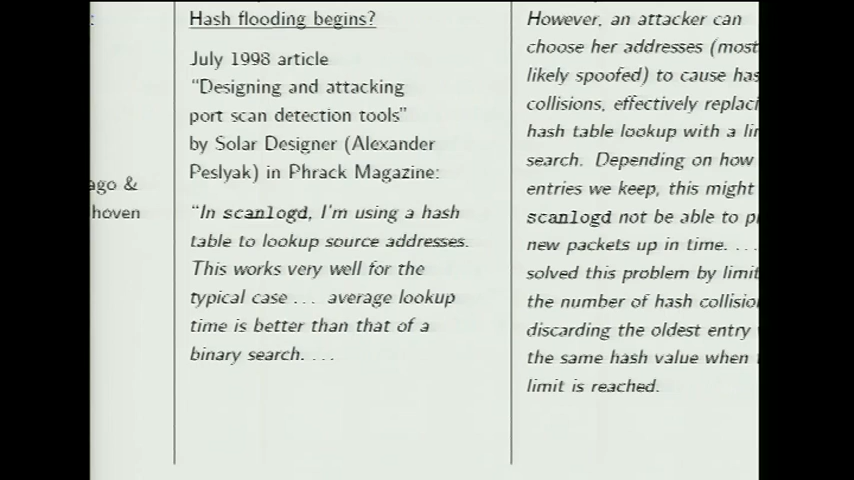 ago &
hoven
Hash flooding begins?
July 1998 article
“Designing and attacking
port scan detection tools”
by Solar Designer (Alexander
Peslyak) in Phrack Magazine:
“In scanlogd, I'm using a hash
table to lookup source addresses.
This works very well for the
typical case ... average lookup
time is better than that of a
binary search. ...
However, an attacker can
choose her addresses (most
likely spoofed) to cause has
collisions, effectively replaci
hash table lookup with a lin
search. Depending on how
entries we keep, this might
scanlogd not be able to p
new packets up in time. ...
solved this problem by limit
the number of hash collisio
discarding the oldest entry
the same hash value when
limit is reached.